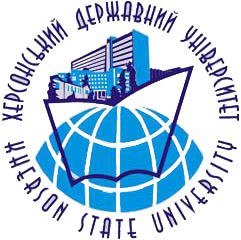 ХЕРСОНСЬКИЙ ДЕРЖАВНИЙ УНІВЕРСИТЕТ
KHERSON STATE UNIVERSITY